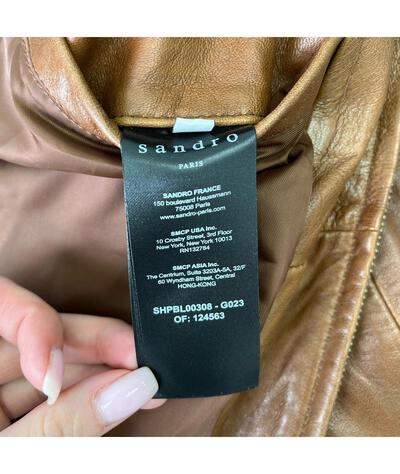 sandro
PARIS
SANDRO FRANCE
150 boulevard Haussmann
75008 Paris
www.sandro-paris.com
SMCP USA Inc.
10 Crosby Street, 3rd Floor
New York, New York 10013
RN132784
SMCP ASIA Inc.
The Centrium, Suite 3203A-5A, 32/F
60 Wyndham Street, Central
HONG-KONG
SHPBL00308 - G023
OF: 124563